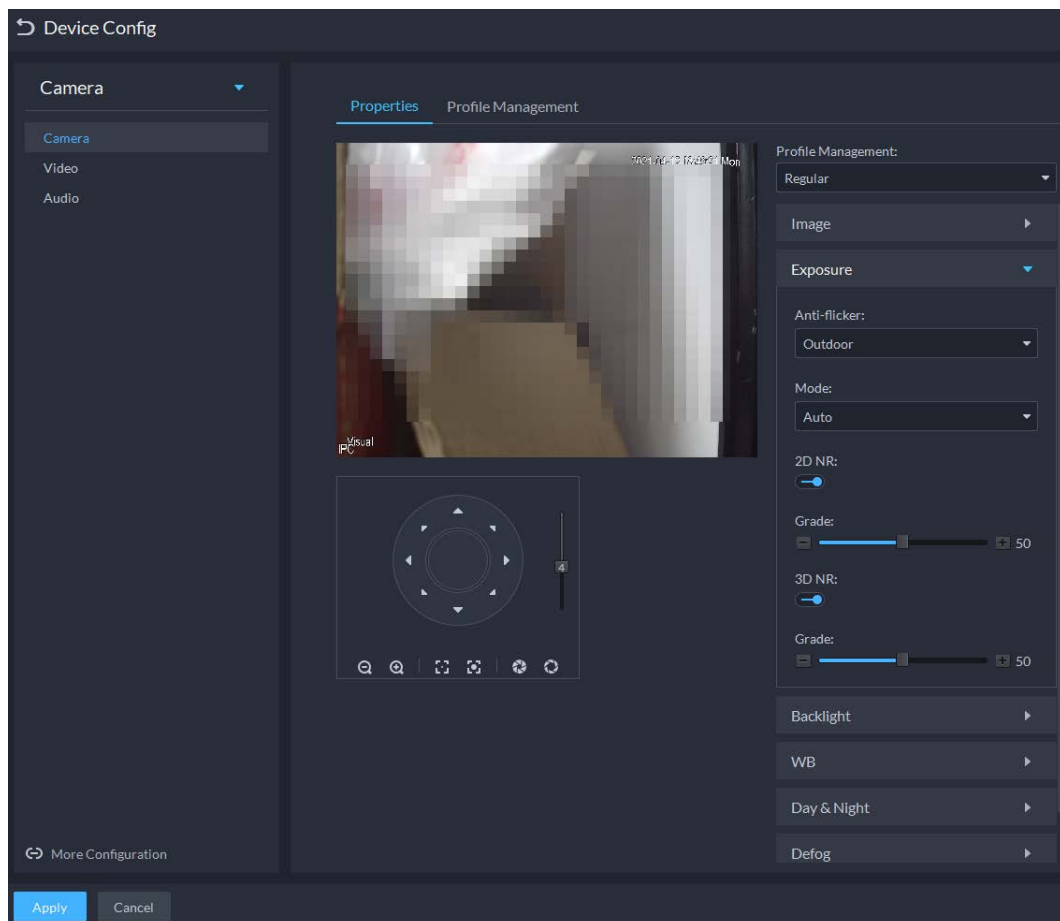 Device Config
Camera
Camera
Video
Audio
More Configuration
Properties
Profile Management
Mon
Visual
IPC
4
Profile Management:
Regular
Image
Exposure
Anti-flicker:
Outdoor
Mode:
Auto
2D NR:
Grade:
50
3D NR:
Grade:
50
Backlight
WB
Day & Night
Defog
Apply
Cancel